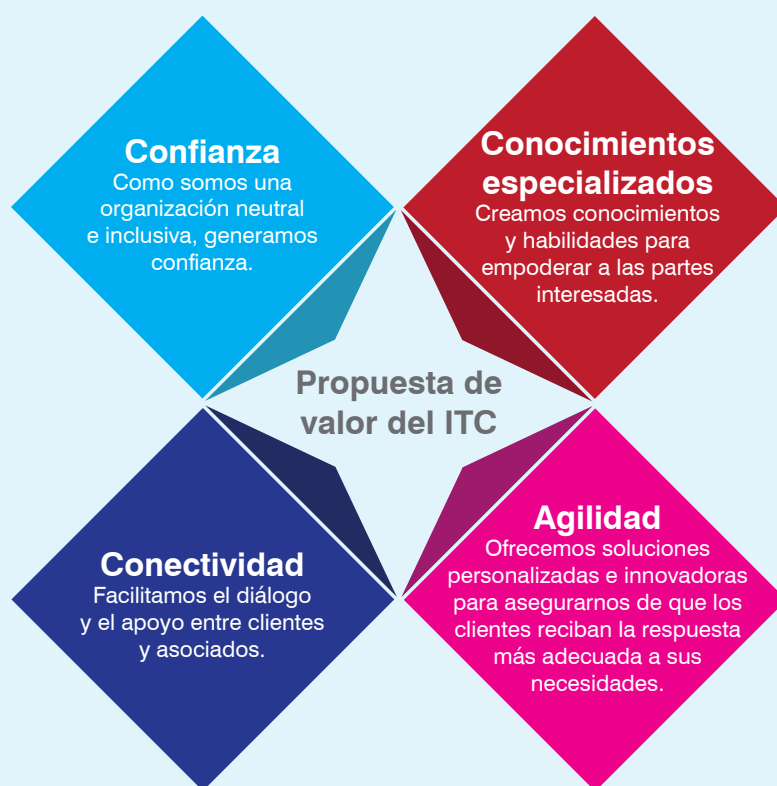 Confianza
Como somos una
organización neutral
e inclusiva, generamos
confianza.
Conocimientos
especializados
Creamos conocimientos
y habilidades para
empoderar a las partes
interesadas.
Propuesta de
valor del ITC
Conectividad
Facilitamos el diálogo
y el apoyo entre clientes
y asociados.
Agilidad
Ofrecemos soluciones
personalizadas e innovadoras
para asegurarnos de que los
clientes reciban la respuesta
más adecuada a sus
necesidades.